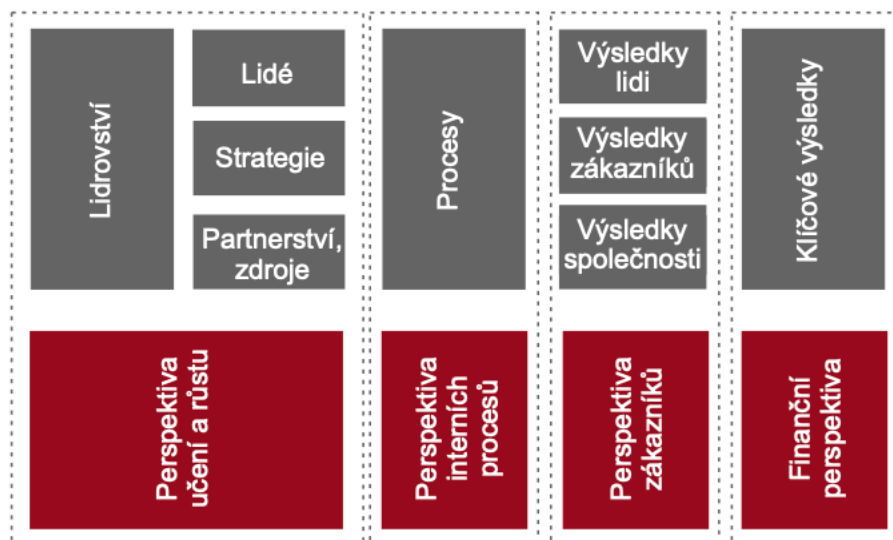 Lidrovství
Lidé
Strategie
Partnerství,
zdroje
Procesy
Výsledky
lidi
Výsledky
zákazníků
Výsledky
společnosti
Klíčové výsledky
Perspektiva
učení a růstu
Perspektiva
interních
procesů
Perspektiva
zákazníků
Finanční
perspektiva